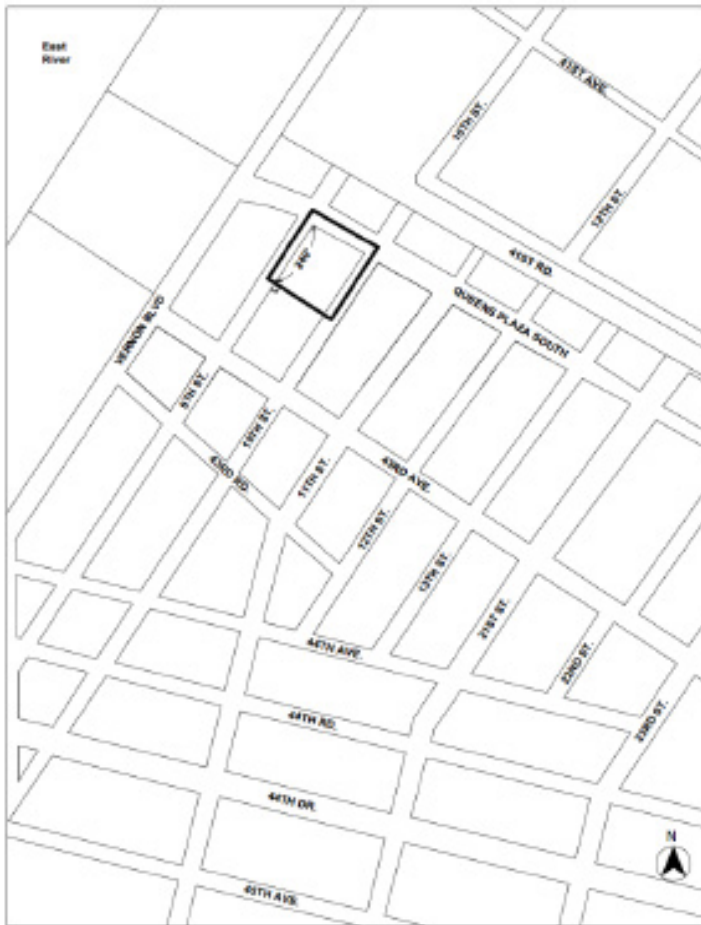 East
River
41ST AVE.
10TH ST.
12TH ST.
240'
41ST RD.
QUEENS PLAZA SOUTH
VERNON BLVD
9TH ST.
10TH ST.
43RD RD
11TH ST.
43RD AVE.
12TH ST.
13TH ST.
21ST ST.
44TH AVE.
22ND ST.
23RD ST.
44TH RD.
44TH DR.
45TH AVE.
N